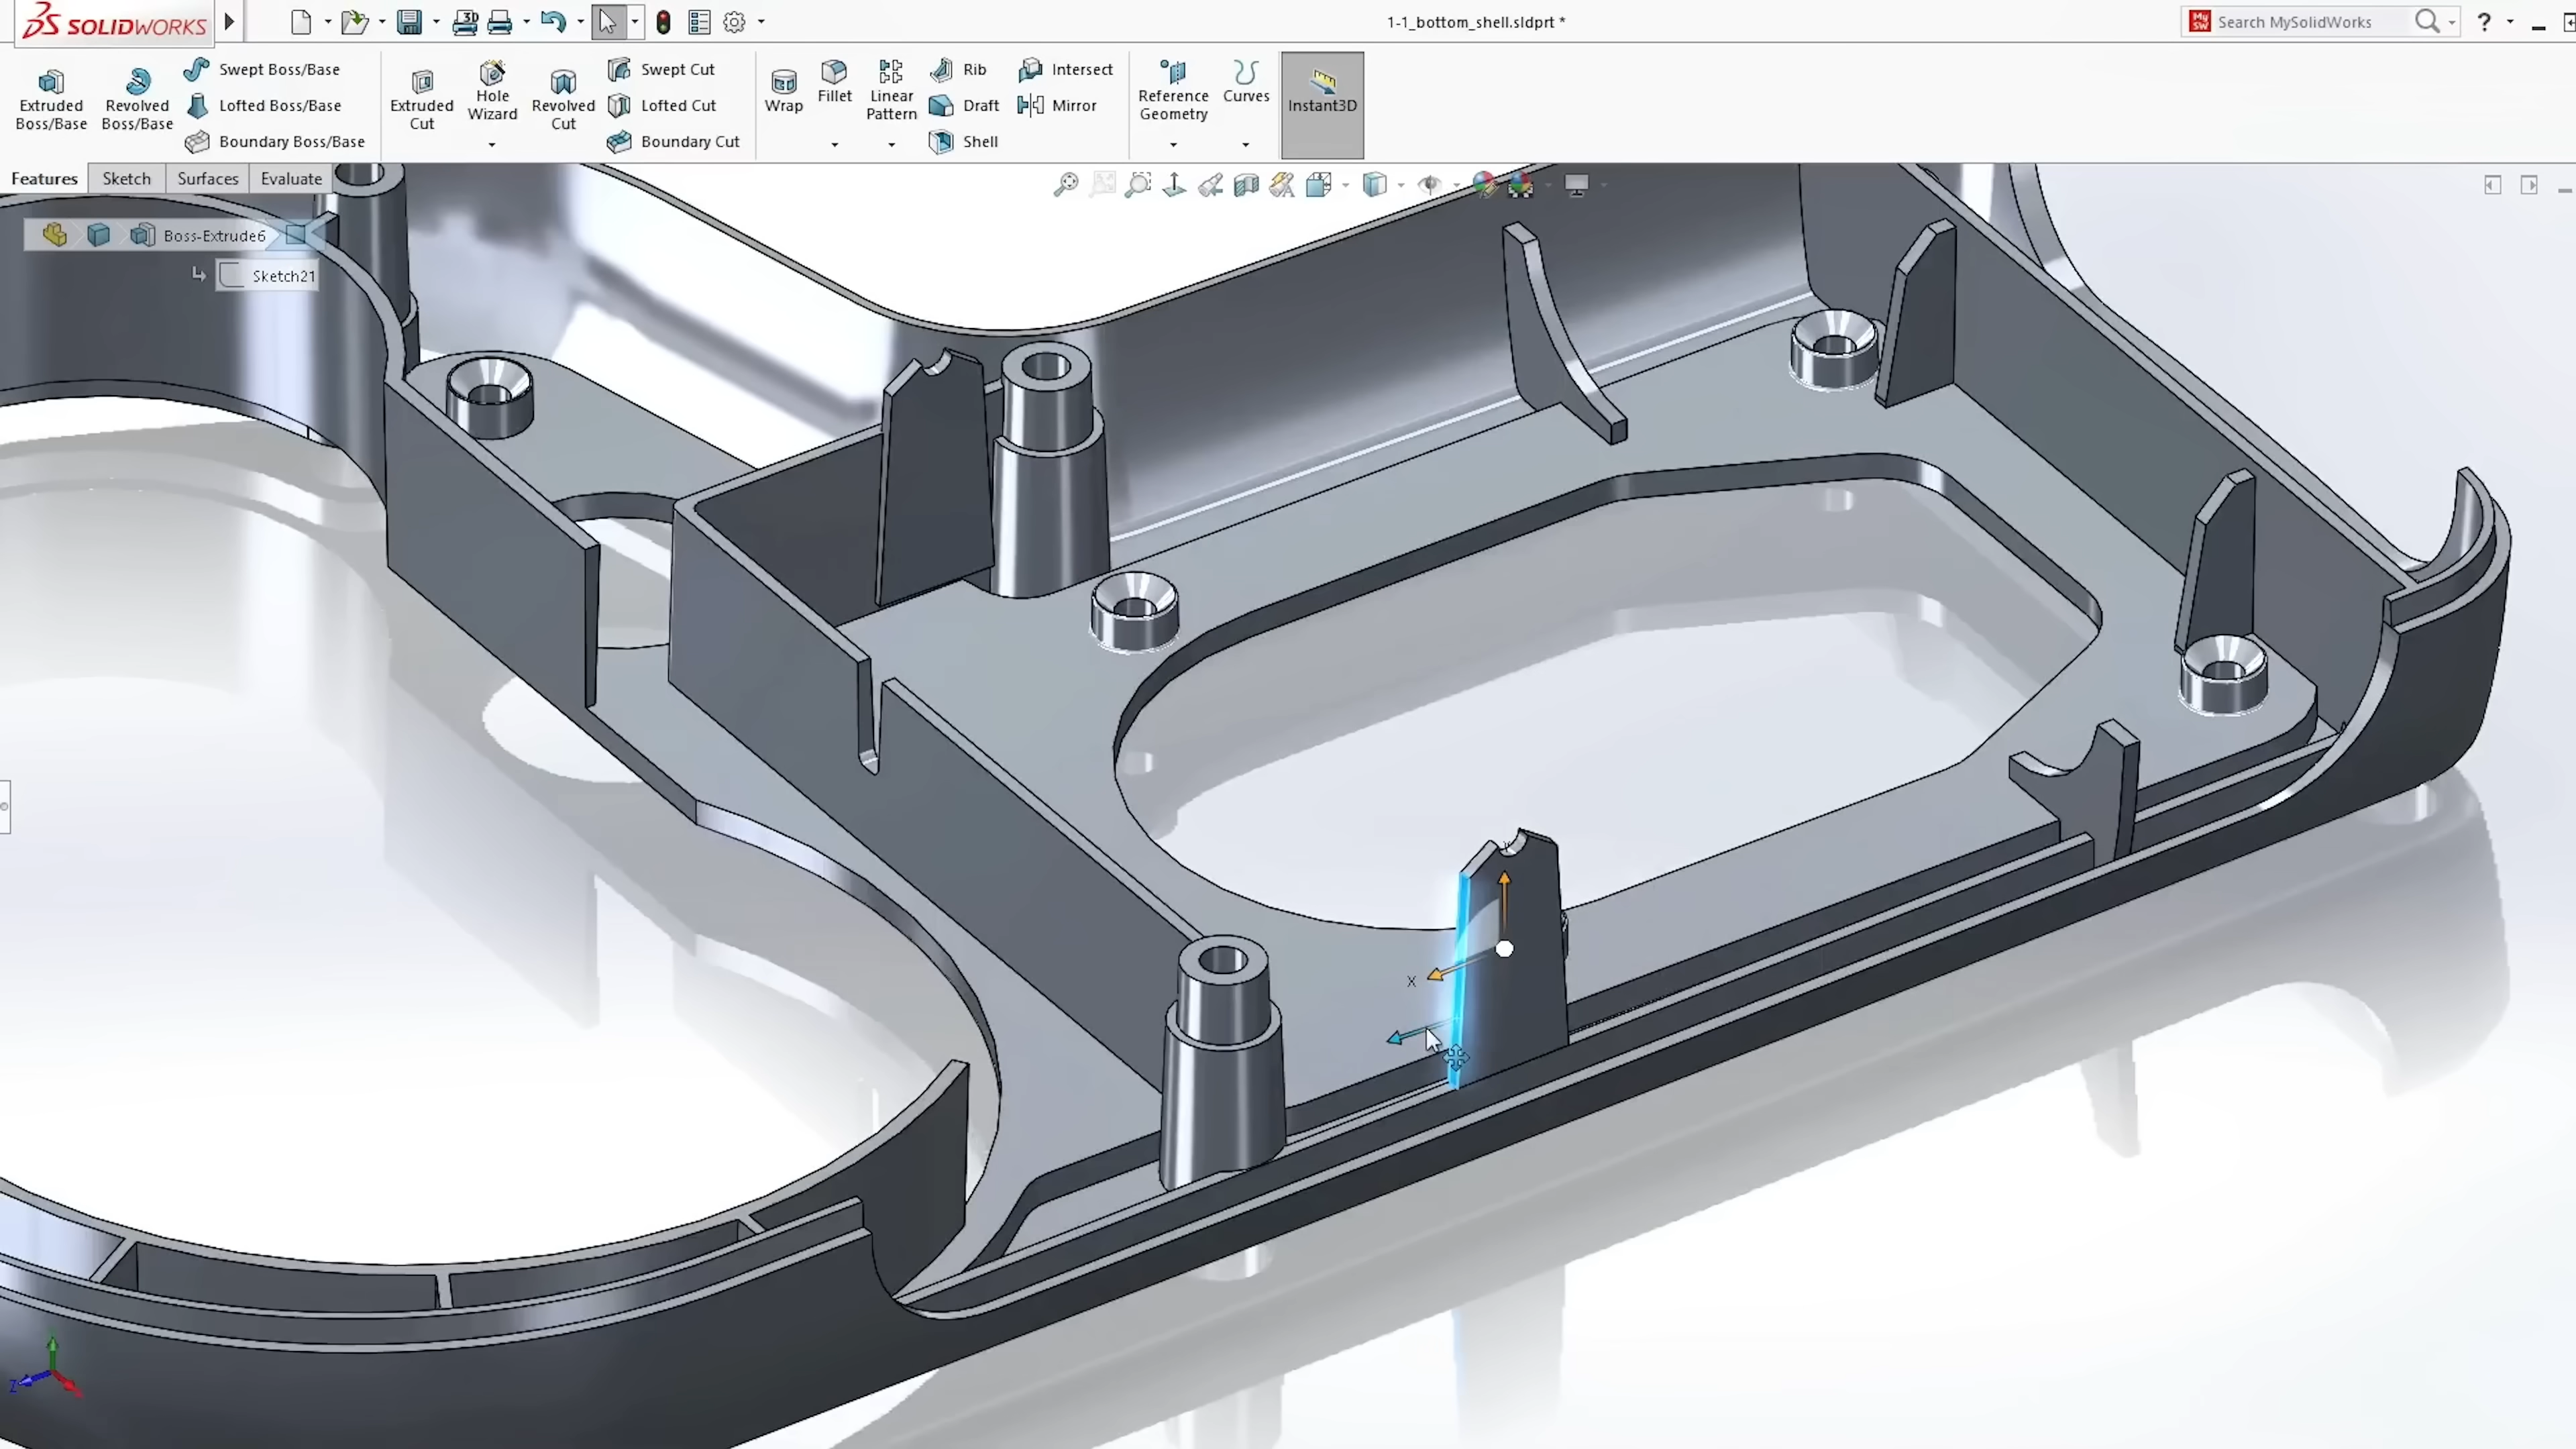 SOLIDWORKS
1-1_bottom_shell.sldprt *
Search MySolidWorks
?
Extruded
Boss/Base
Revolved
Boss/Base
Swept Boss/Base
Lofted Boss/Base
Boundary Boss/Base
Extruded
Cut
Hole
Wizard
Revolved
Cut
Swept Cut
Lofted Cut
Boundary Cut
Wrap
Fillet
Linear
Pattern
Rib
Draft
Shell
Intersect
Mirror
Reference
Geometry
Curves
Instant3D
Features
Sketch
Surfaces
Evaluate
Boss-Extrude6
Sketch21
Y
X
Z